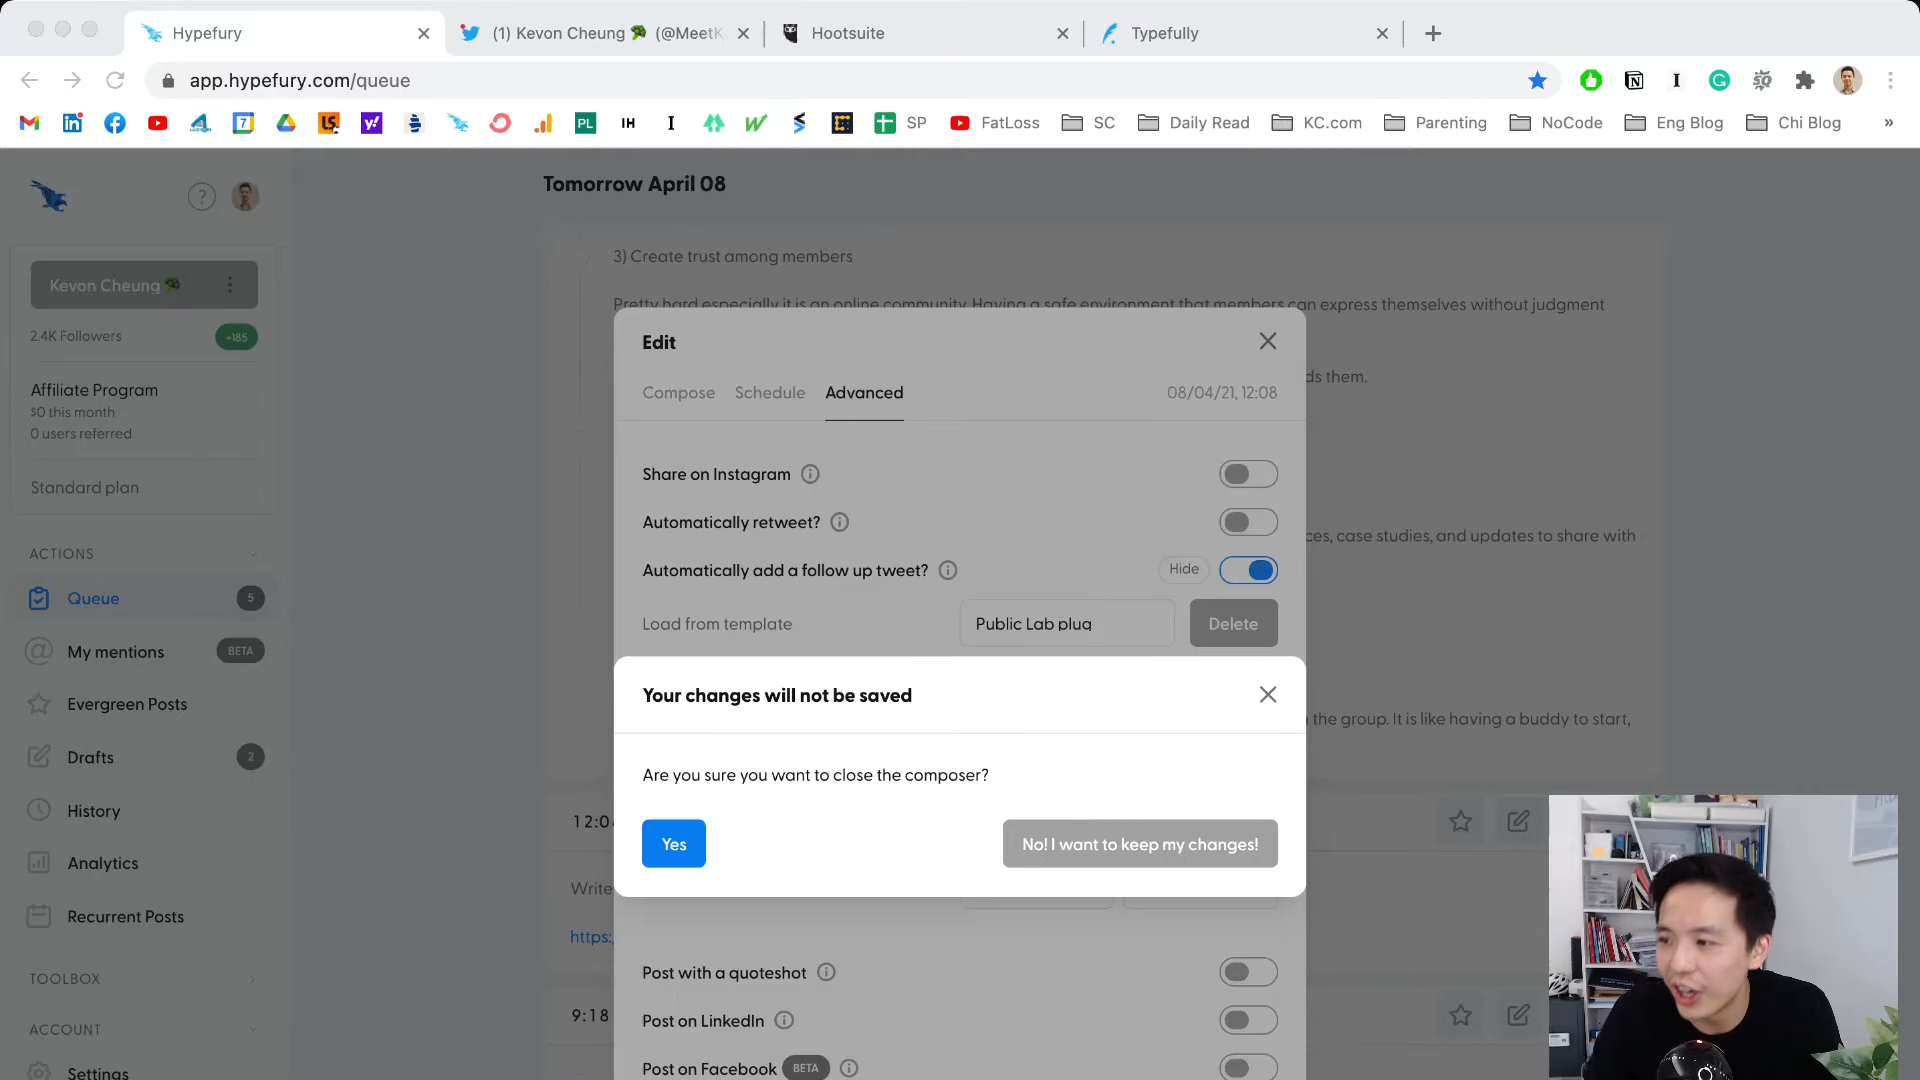 Hypefury
(1) Kevon Cheung 🥦 (@MeetK
Hootsuite
Typefully
app.hypefury.com/queue
SP
FatLoss
SC
Daily Read
KC.com
Parenting
NoCode
Eng Blog
Chi Blog
»
Tomorrow April 08
Kevon Cheung 🥦
2.4K Followers
+185
Affiliate Program
$0 this month
0 users referred
Standard plan
ACTIONS
Queue
5
My mentions
BETA
Evergreen Posts
Drafts
2
History
Analytics
Recurrent Posts
TOOLBOX
ACCOUNT
Settings
3) Create trust among members
Pretty hard especially it is an online community. Having a safe environment that members can express themselves without judgment
ds them.
ces, case studies, and updates to share with
the group. It is like having a buddy to start,
Edit
Compose
Schedule
Advanced
08/04/21, 12:08
Share on Instagram
Automatically retweet?
Automatically add a follow up tweet?
Hide
Load from template
Public Lab plug
Delete
Your changes will not be saved
Are you sure you want to close the composer?
Yes
No! I want to keep my changes!
12:0
Write
https:
9:18
Post with a quoteshot
Post on LinkedIn
Post on Facebook
BETA